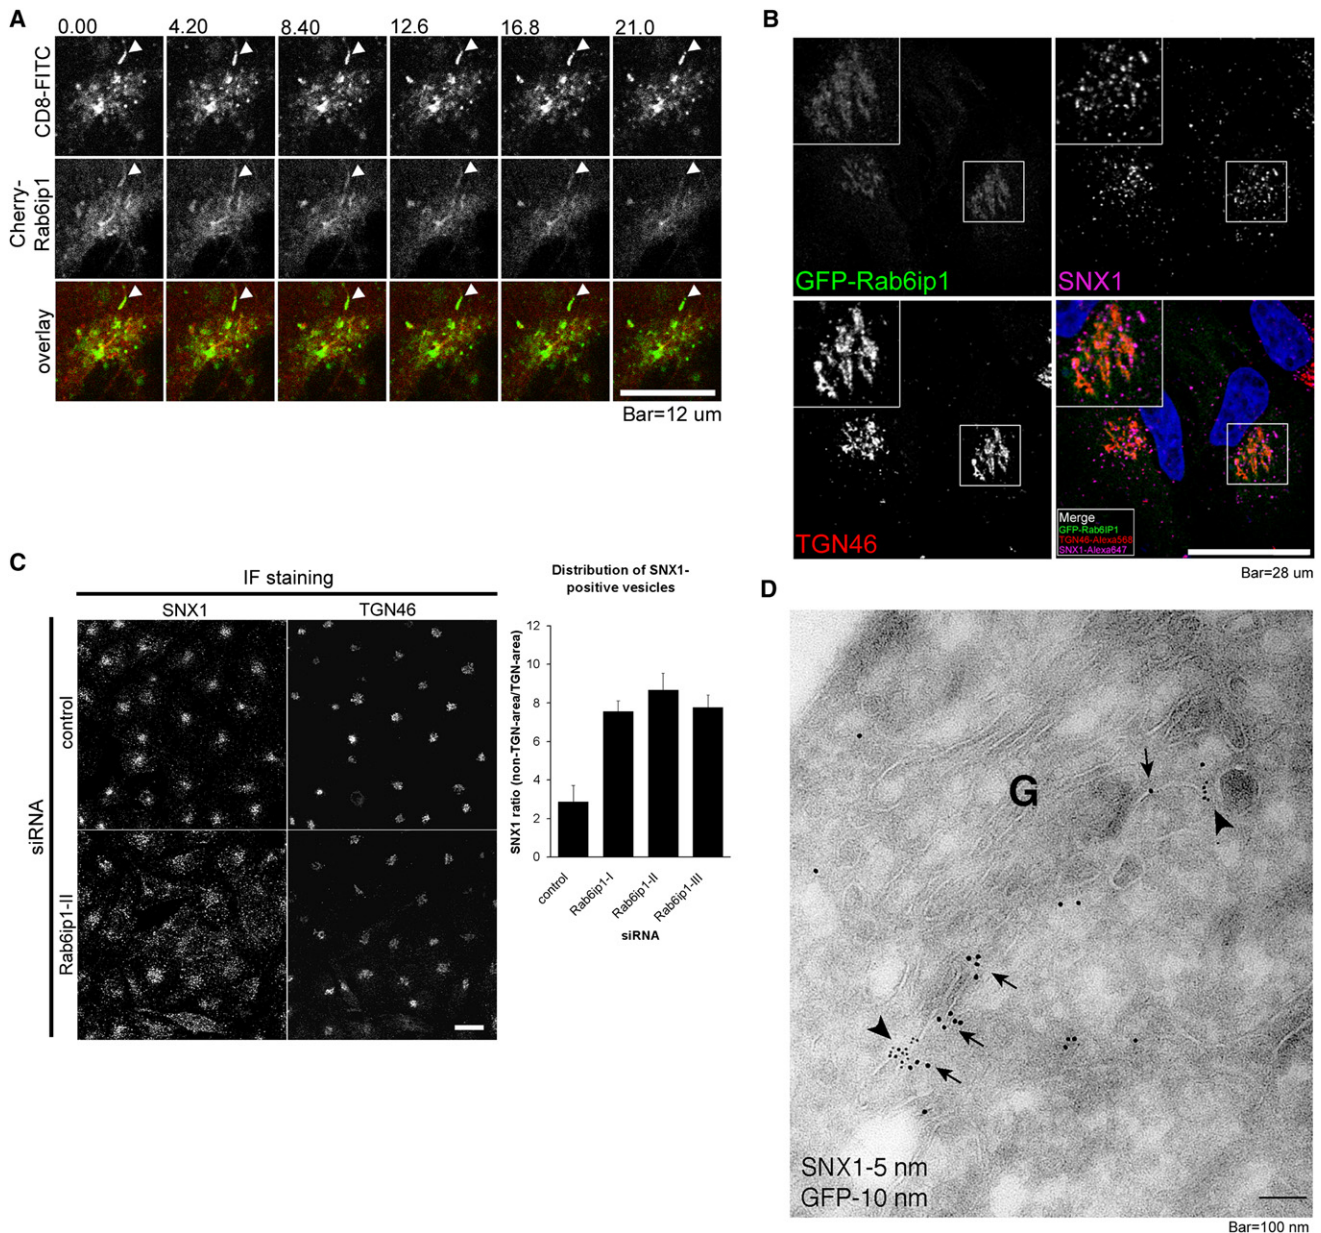 A
0.00 4.20 8.40 12.6 16.8 21.0
CD8-FITC
Cherry-
Rab6ip1
overlay
Bar=12 um
B
GFP-Rab6ip1
SNX1
TGN46
Merge
GFP-Rab6IP1
TGN46-Alexa568
SNX1-Alexa647
Bar=28 um
C
IF staining
SNX1 TGN46
siRNA
control
Rab6ip1-II
Distribution of SNX1-
positive vesicles
SNX1 ratio (non-TGN-area/TGN-area)
12
10
8
6
4
2
0
control
Rab6ip1-I
Rab6ip1-II
Rab6ip1-III
siRNA
D
G
SNX1-5 nm
GFP-10 nm
Bar=100 nm